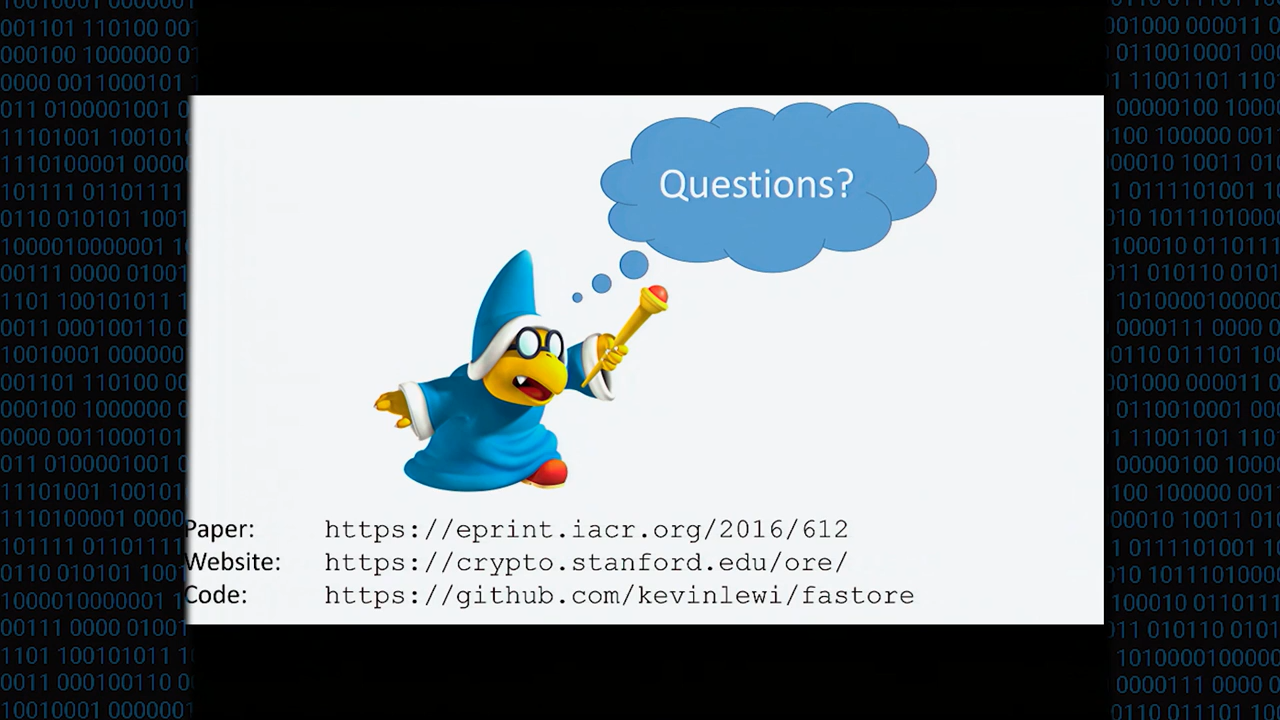 Questions?
Paper: https://eprint.iacr.org/2016/612
Website: https://crypto.stanford.edu/ore/
Code: https://github.com/kevinlewi/fastore